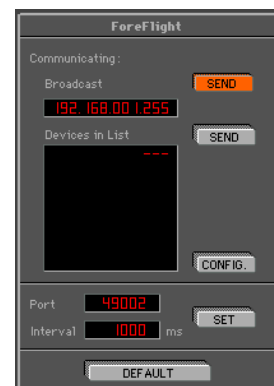 ForeFlight
Communicating:
Broadcast SEND
192.168.001.255
Devices in List SEND
---
CONFIG.
Port 49002
SET
Interval 1000 ms
DEFAULT